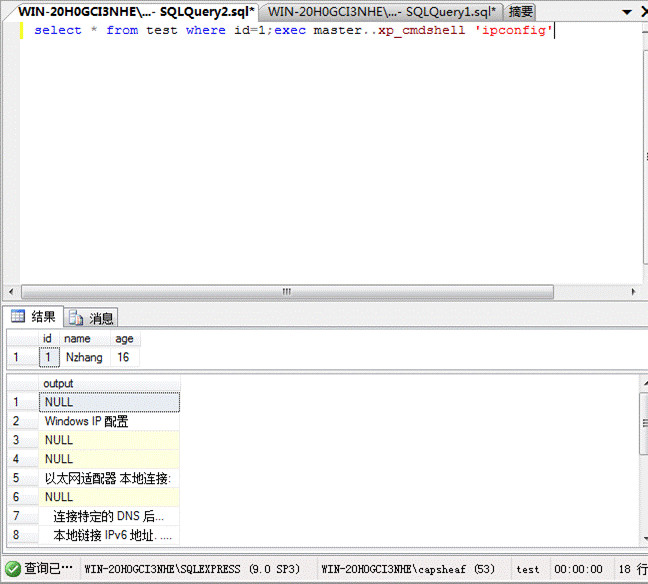 WIN-20H0GCI3NHE\...- SQLQuery2.sql* WIN-20H0GCI3NHE\...- SQLQuery1.sql* 摘要
select * from test where id=1;exec master..xp_cmdshell 'ipconfig'
结果 消息
id name age
1 1 Nzhang 16
output
1 NULL
2 Windows IP 配置
3 NULL
4 NULL
5 以太网适配器 本地连接:
6 NULL
7 连接特定的 DNS 后...
8 本地链接 IPv6 地址. ....
查询已… WIN-20H0GCI3NHE\SQLEXPRESS (9.0 SP3) WIN-20H0GCI3NHE\capsheaf (53) test 00:00:00 18 行